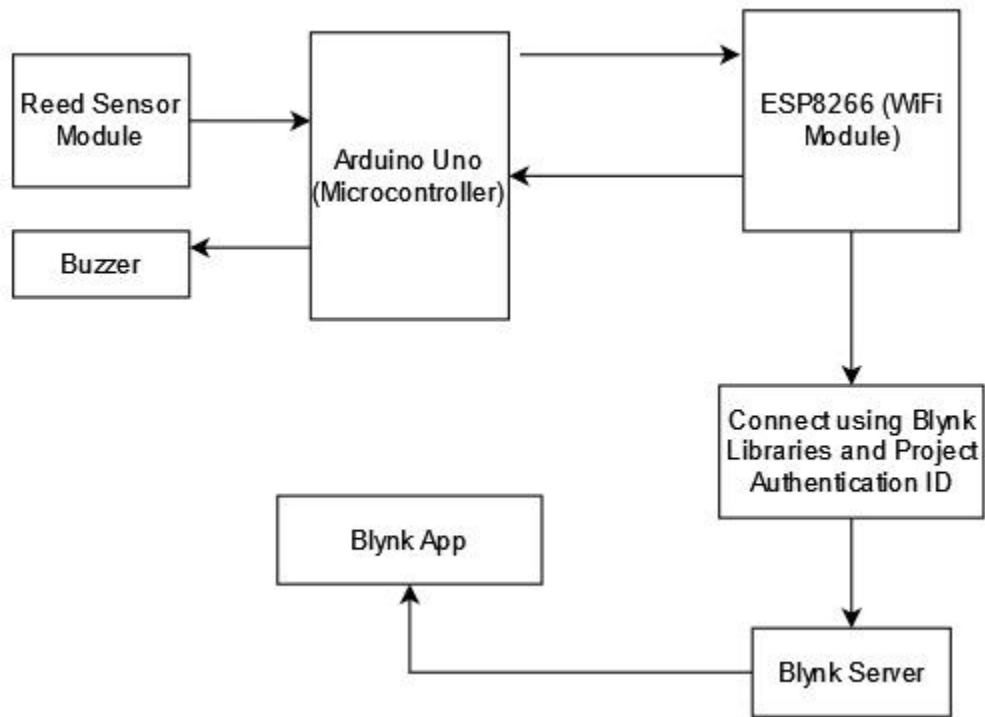 Reed Sensor
Module
Arduino Uno
(Microcontroller)
ESP8266 (WiFi
Module)
Buzzer
Connect using Blynk
Libraries and Project
Authentication ID
Blynk App
Blynk Server